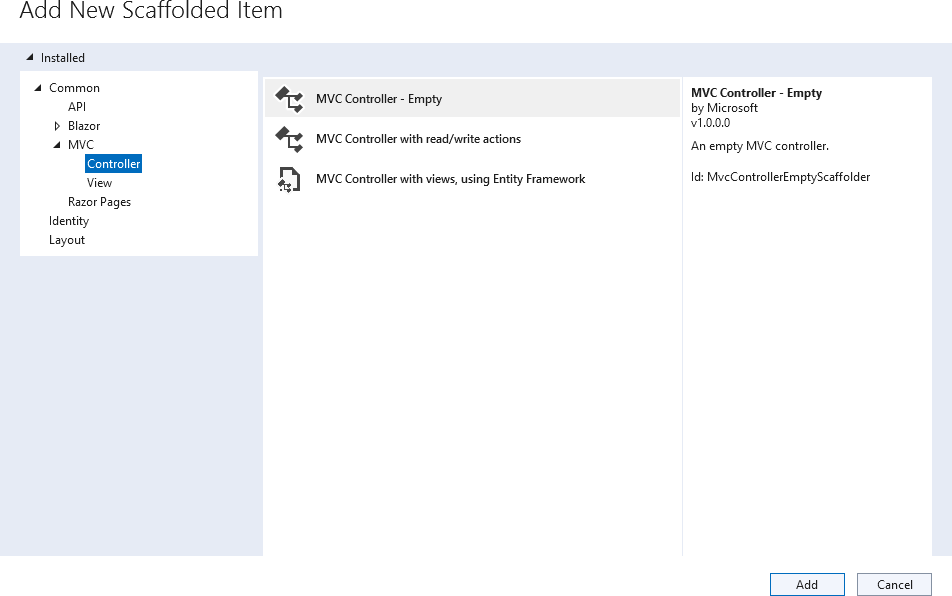 Add New Scaffolded Item
Installed
Common
API
Blazor
MVC
Controller
View
Razor Pages
Identity
Layout
MVC Controller - Empty
MVC Controller with read/write actions
MVC Controller with views, using Entity Framework
MVC Controller - Empty
by Microsoft
v1.0.0.0
An empty MVC controller.
Id: MvcControllerEmptyScaffolder
Add
Cancel